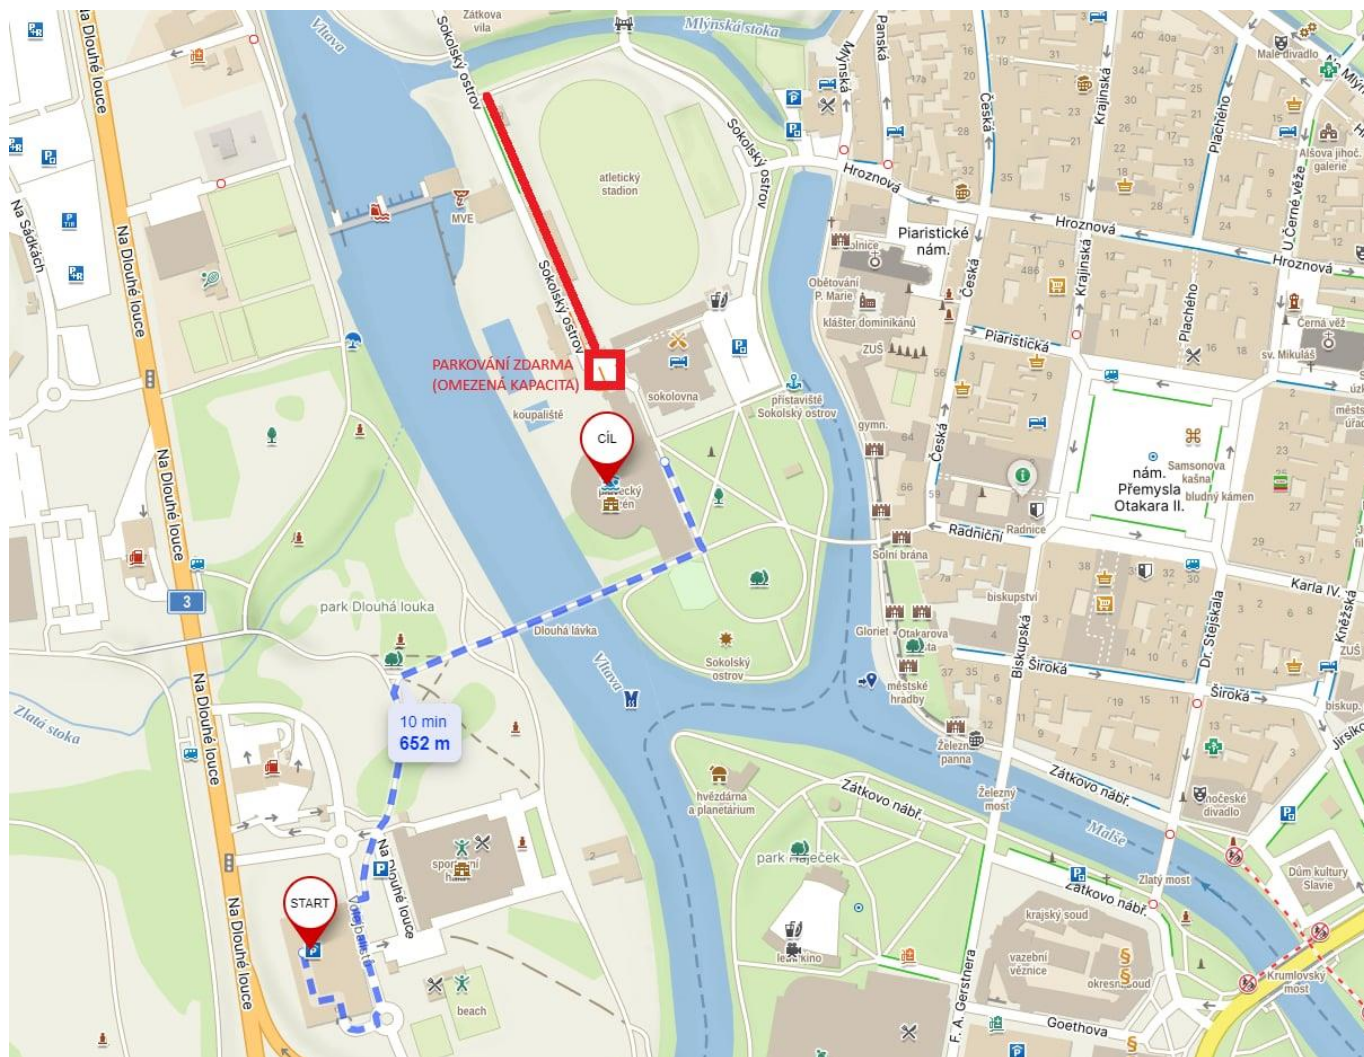 Zátkova
vila
Vltava
Sokolský ostrov
Mlýnská stoka
Mlýnská
Panská
Česká
Krajinská
Plachého
Malé divadlo
Na Mlýn
Alšova jihoč.
galerie
U Černé věže
Na Dlouhé louce
Na Sádkách
MVE
atletický
stadion
Sokolský ostrov
Hroznová
Hroznová
Hroznová
Piaristické
nám.
Obětování
P. Marie
klášter dominikánů
ZUŠ
Česká
Krajinská
Plachého
Piaristická
Černá věž
sv. Mikuláš
Na Dlouhé louce
Sokolský ostrov
PARKOVÁNÍ ZDARMA
(OMEZENÁ KAPACITA)
koupaliště
sokolovna
přístaviště
Sokolský ostrov
gymn.
Česká
CÍL
nám.
Přemysla
Otakara II.
Samsonova
kašna
bludný kámen
Radnice
Radniční
Solní brána
Na Dlouhé louce
3
park Dlouhá louka
Dlouhá lávka
Vltava
Sokolský
ostrov
Gloriet
Otakarova
biskupství
Biskupská
Karla IV.
Kněžská
ZUŠ
Dr. Stejskala
Široká
Široká
městské
hradby
biskup.
Jirsíko
Zlatá stoka
Na Dlouhé louce
10 min
652 m
Železná
panna
Železný
most
Zátkovo nábř.
Zátkovo nábř.
Malše
hvězdárna
a planetárium
park Háječek
Na Dlouhé louce
START
beach
Na Dlouhé louce
letní kino
F. A. Gerstnera
krajský soud
vazební
věznice
okresní soud
Zátkovo nábř.
Zlatý most
Dům kultury
Slavie
Krumlovský
most
Goethova